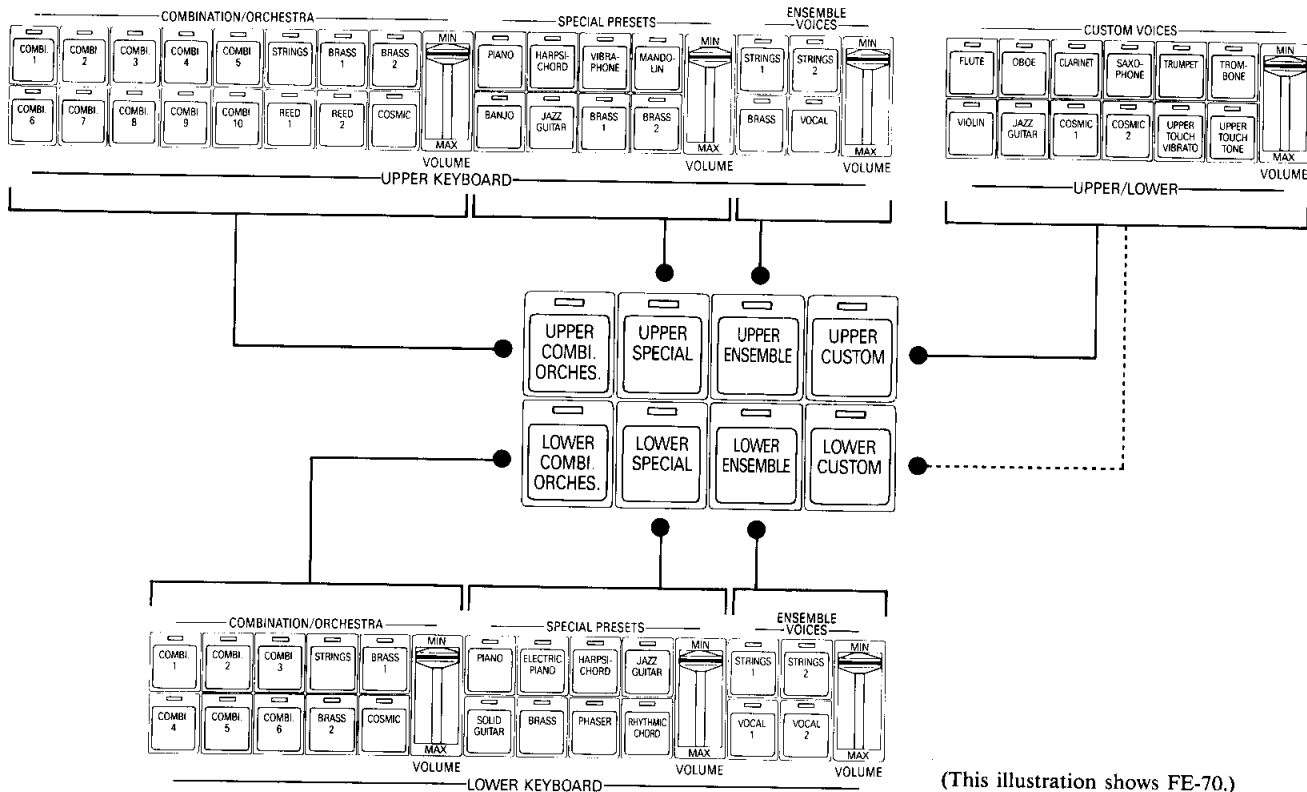 COMBINATION/ORCHESTRA
COMBI. 1
COMBI 2
COMBI. 3
COMBI 4
COMBI 5
STRINGS
BRASS 1
BRASS 2
MIN
COMBI. 6
COMBI. 7
COMBI. 8
COMBI 9
COMBI 10
REED 1
REED 2
COSMIC
MAX
VOLUME
SPECIAL PRESETS
PIANO
HARPSI-
CHORD
VIBRA-
PHONE
MANDO-
LIN
MIN
BANJO
JAZZ
GUITAR
BRASS 1
BRASS 2
MAX
VOLUME
ENSEMBLE
VOICES
STRINGS 1
STRINGS 2
MIN
BRASS
VOCAL
MAX
VOLUME
UPPER KEYBOARD
CUSTOM VOICES
FLUTE
OBOE
CLARINET
SAXO-
PHONE
TRUMPET
TROM-
BONE
MIN
VIOLIN
JAZZ
GUITAR
COSMIC 1
COSMIC 2
UPPER
TOUCH
VIBRATO
UPPER
TOUCH
TONE
MAX
VOLUME
UPPER/LOWER
UPPER
COMBI.
ORCHES.
UPPER
SPECIAL
UPPER
ENSEMBLE
UPPER
CUSTOM
LOWER
COMBI.
ORCHES.
LOWER
SPECIAL
LOWER
ENSEMBLE
LOWER
CUSTOM
COMBINATION/ORCHESTRA
COMBI. 1
COMBI. 2
COMBI 3
STRINGS
BRASS 1
MIN
COMBI 4
COMBI. 5
COMBI. 6
BRASS 2
COSMIC
MAX
VOLUME
SPECIAL PRESETS
PIANO
ELECTRIC
PIANO
HARPSI-
CHORD
JAZZ
GUITAR
MIN
SOLID
GUITAR
BRASS
PHASER
RHYTHMIC
CHORD
MAX
VOLUME
ENSEMBLE
VOICES
STRINGS 1
STRINGS 2
MIN
VOCAL 1
VOCAL 2
MAX
VOLUME
LOWER KEYBOARD
(This illustration shows FE-70.)